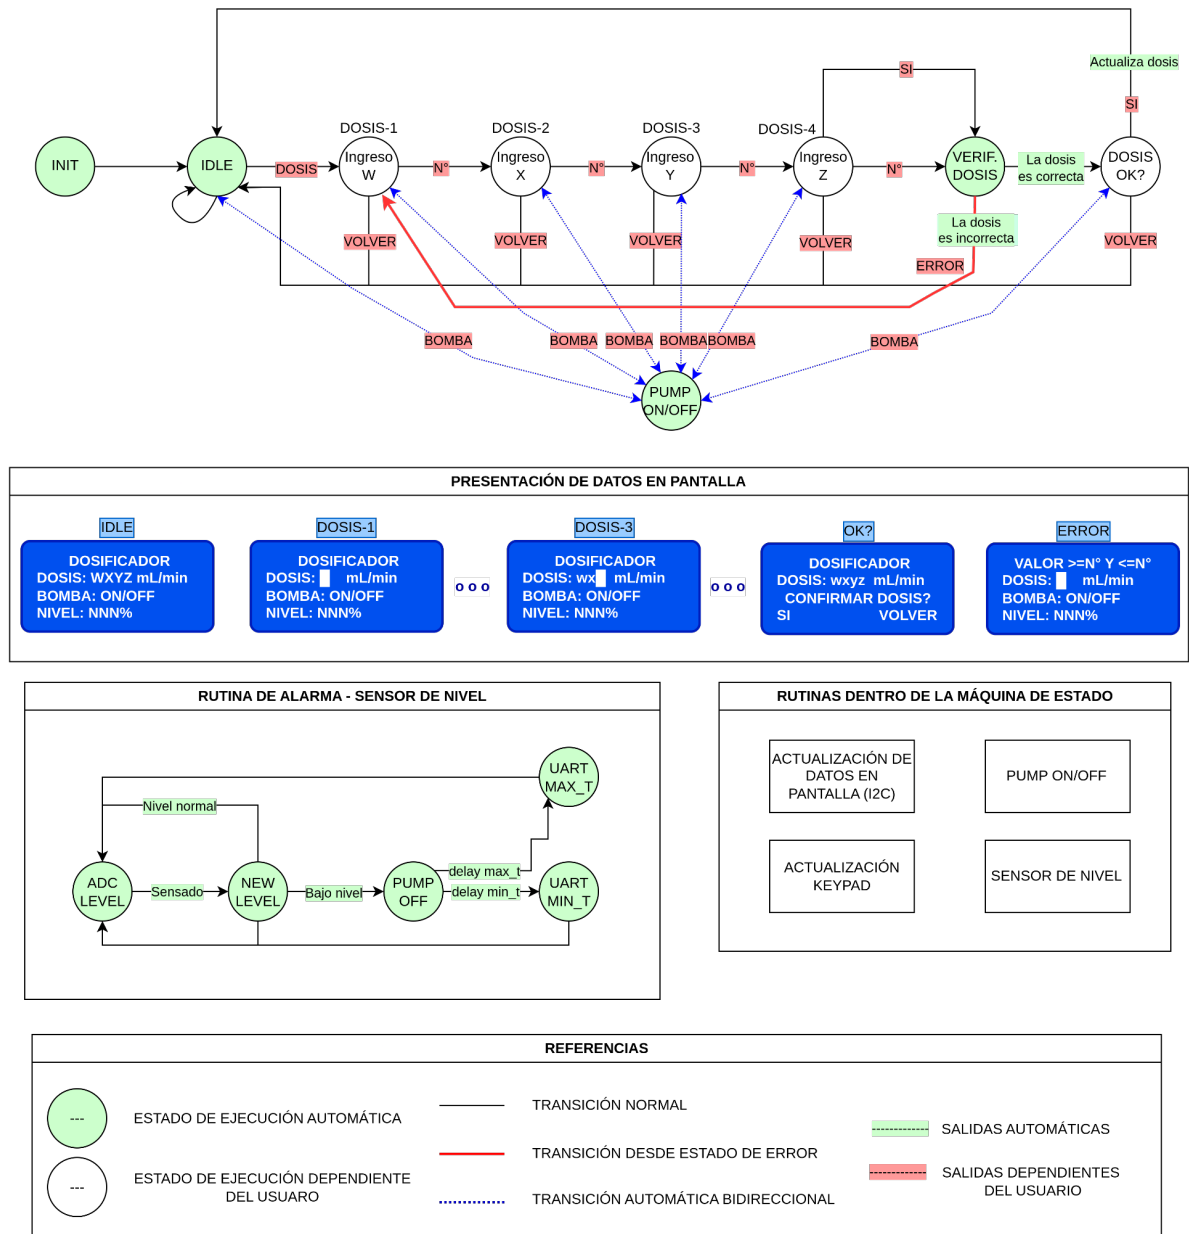 Actualiza dosis
SI
SI
DOSIS-1
DOSIS-2
DOSIS-3
DOSIS-4
INIT
IDLE
DOSIS
Ingreso
W
N°
Ingreso
X
N°
Ingreso
Y
N°
Ingreso
Z
N°
VERIF.
DOSIS
La dosis
es correcta
DOSIS
OK?
La dosis
es incorrecta
VOLVER
VOLVER
VOLVER
VOLVER
VOLVER
ERROR
BOMBA
BOMBA
BOMBA
BOMBA
BOMBA
BOMBA
PUMP
ON/OFF
PRESENTACIÓN DE DATOS EN PANTALLA
IDLE
DOSIFICADOR
DOSIS: WXYZ mL/min
BOMBA: ON/OFF
NIVEL: NNN%
DOSIS-1
DOSIFICADOR
DOSIS: mL/min
BOMBA: ON/OFF
NIVEL: NNN%
o o o
DOSIS-3
DOSIFICADOR
DOSIS: wx mL/min
BOMBA: ON/OFF
NIVEL: NNN%
o o o
OK?
DOSIFICADOR
DOSIS: wxyz mL/min
CONFIRMAR DOSIS?
SI VOLVER
ERROR
VALOR >=N° Y <=N°
DOSIS: mL/min
BOMBA: ON/OFF
NIVEL: NNN%
RUTINA DE ALARMA - SENSOR DE NIVEL
UART
MAX_T
Nivel normal
ADC
LEVEL
Sensado
NEW
LEVEL
Bajo nivel
PUMP
OFF
delay max_t
delay min_t
UART
MIN_T
RUTINAS DENTRO DE LA MÁQUINA DE ESTADO
ACTUALIZACIÓN DE
DATOS EN
PANTALLA (I2C)
PUMP ON/OFF
ACTUALIZACIÓN
KEYPAD
SENSOR DE NIVEL
REFERENCIAS
---
ESTADO DE EJECUCIÓN AUTOMÁTICA
---
ESTADO DE EJECUCIÓN DEPENDIENTE
DEL USUARO
TRANSICIÓN NORMAL
TRANSICIÓN DESDE ESTADO DE ERROR
TRANSICIÓN AUTOMÁTICA BIDIRECCIONAL
-------------
SALIDAS AUTOMÁTICAS
-------------
SALIDAS DEPENDIENTES
DEL USUARIO